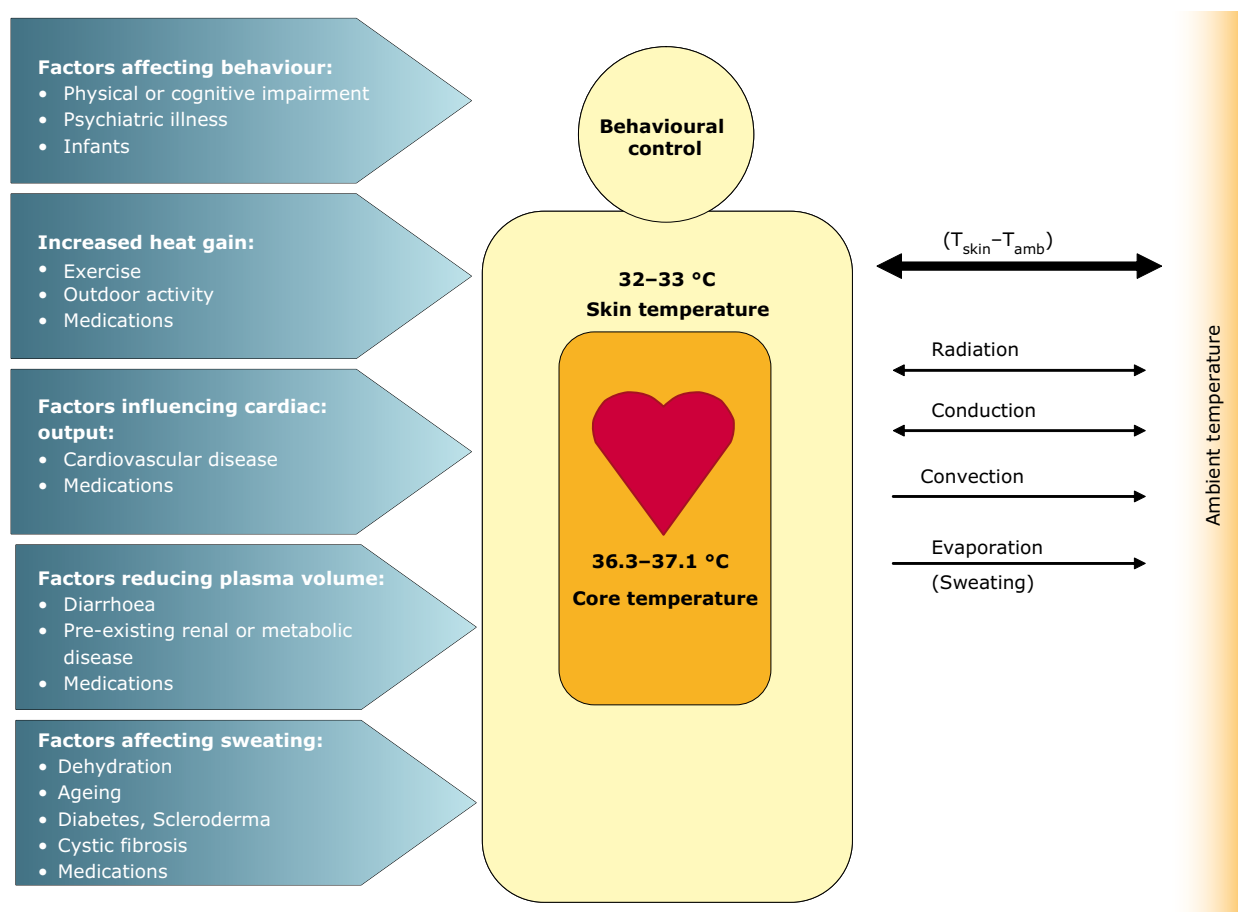 Factors affecting behaviour:
• Physical or cognitive impairment
• Psychiatric illness
• Infants
Increased heat gain:
• Exercise
• Outdoor activity
• Medications
Factors influencing cardiac
output:
• Cardiovascular disease
• Medications
Factors reducing plasma volume:
• Diarrhoea
• Pre-existing renal or metabolic
disease
• Medications
Factors affecting sweating:
• Dehydration
• Ageing
• Diabetes, Scleroderma
• Cystic fibrosis
• Medications
Behavioural
control
32–33 °C
Skin temperature
36.3–37.1 °C
Core temperature
(Tskin–Tamb)
Radiation
Conduction
Convection
Evaporation
(Sweating)
Ambient temperature